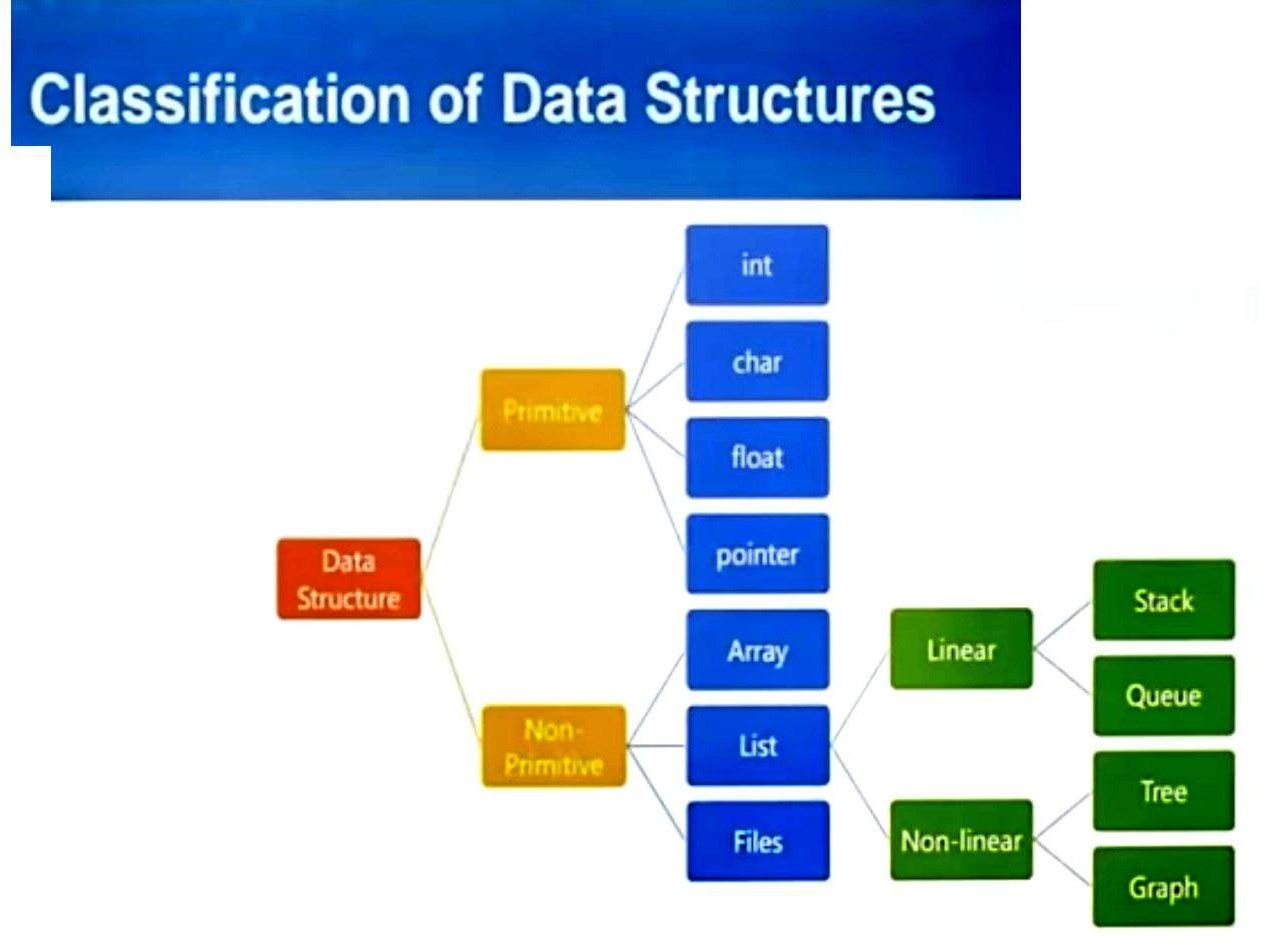 Classification of Data Structures
int
char
Primitive
float
pointer
Data
Structure
Array
Non-
Primitive
List
Files
Linear
Non-linear
Stack
Queue
Tree
Graph